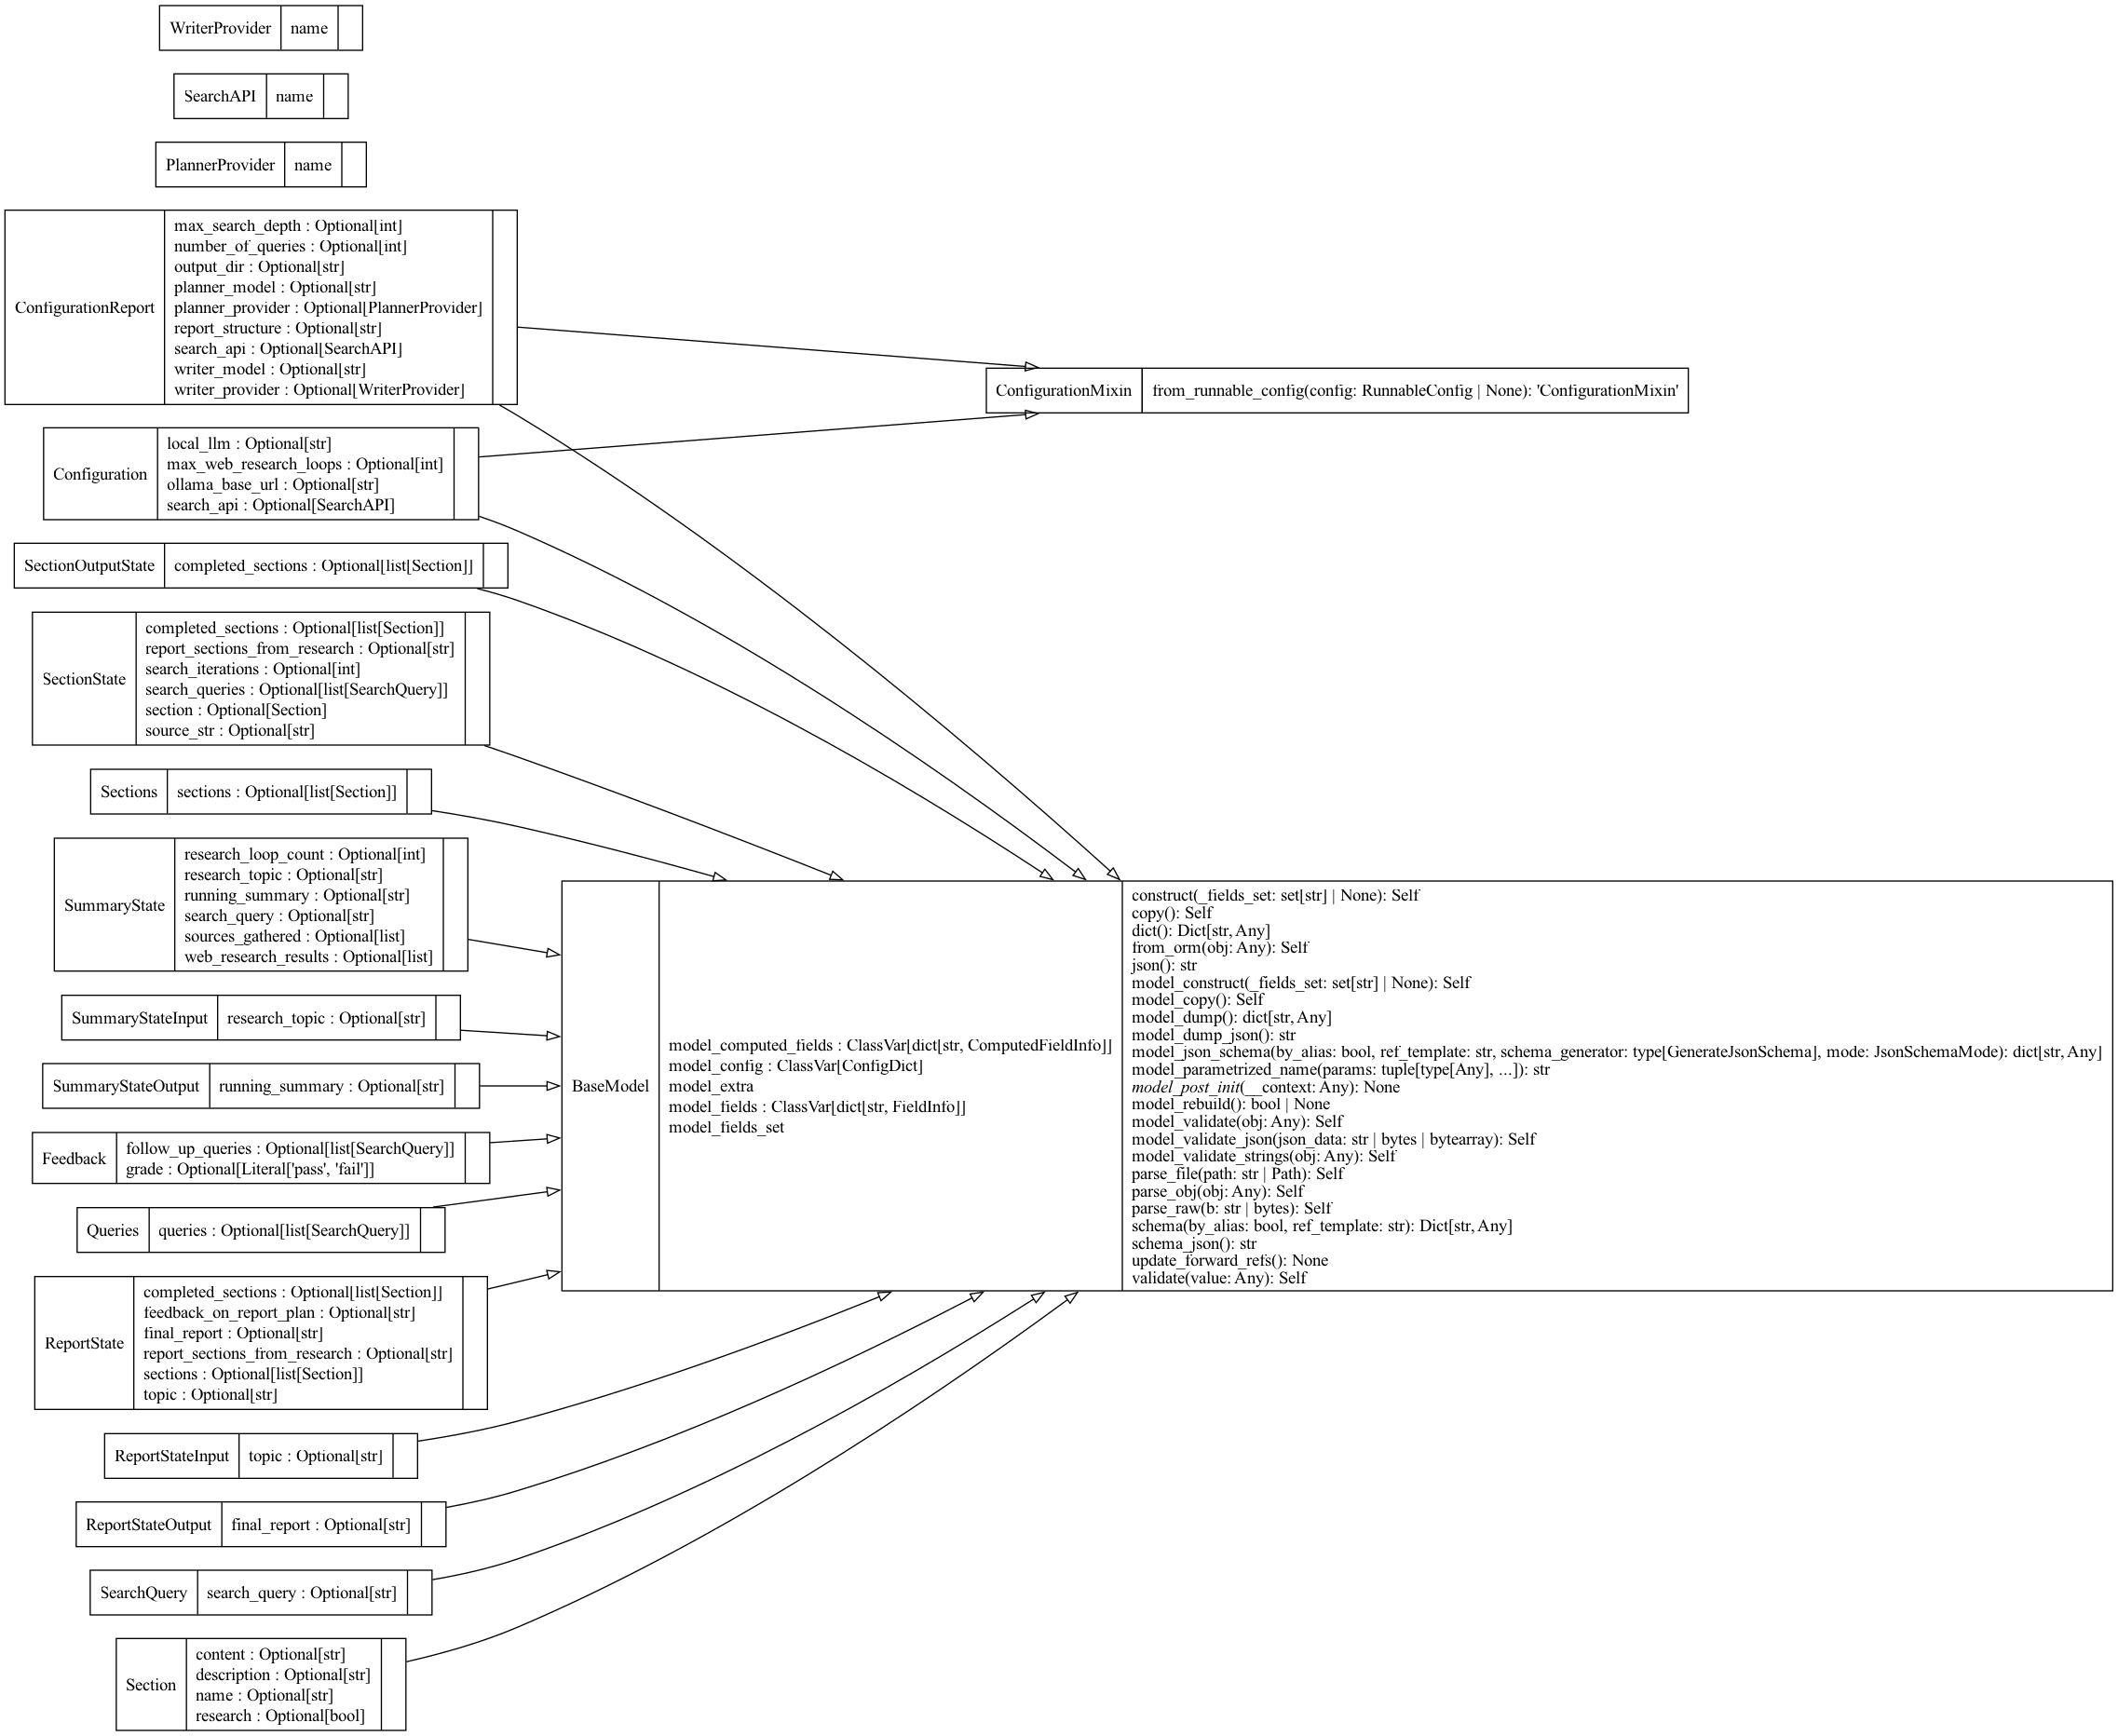 WriterProvider
name
SearchAPI
name
PlannerProvider
name
ConfigurationReport
max_search_depth : Optional[int]
number_of_queries : Optional[int]
output_dir : Optional[str]
planner_model : Optional[str]
planner_provider : Optional[PlannerProvider]
report_structure : Optional[str]
search_api : Optional[SearchAPI]
writer_model : Optional[str]
writer_provider : Optional[WriterProvider]
ConfigurationMixin
from_runnable_config(config: RunnableConfig | None): 'ConfigurationMixin'
Configuration
local_llm : Optional[str]
max_web_research_loops : Optional[int]
ollama_base_url : Optional[str]
search_api : Optional[SearchAPI]
SectionOutputState
completed_sections : Optional[list[Section]]
SectionState
completed_sections : Optional[list[Section]]
report_sections_from_research : Optional[str]
search_iterations : Optional[int]
search_queries : Optional[list[SearchQuery]]
section : Optional[Section]
source_str : Optional[str]
Sections
sections : Optional[list[Section]]
SummaryState
research_loop_count : Optional[int]
research_topic : Optional[str]
running_summary : Optional[str]
search_query : Optional[str]
sources_gathered : Optional[list]
web_research_results : Optional[list]
SummaryStateInput
research_topic : Optional[str]
SummaryStateOutput
running_summary : Optional[str]
Feedback
follow_up_queries : Optional[list[SearchQuery]]
grade : Optional[Literal['pass', 'fail']]
Queries
queries : Optional[list[SearchQuery]]
ReportState
completed_sections : Optional[list[Section]]
feedback_on_report_plan : Optional[str]
final_report : Optional[str]
report_sections_from_research : Optional[str]
sections : Optional[list[Section]]
topic : Optional[str]
ReportStateInput
topic : Optional[str]
ReportStateOutput
final_report : Optional[str]
SearchQuery
search_query : Optional[str]
Section
content : Optional[str]
description : Optional[str]
name : Optional[str]
research : Optional[bool]
BaseModel
model_computed_fields : ClassVar[dict[str, ComputedFieldInfo]]
model_config : ClassVar[ConfigDict]
model_extra
model_fields : ClassVar[dict[str, FieldInfo]]
model_fields_set
construct(_fields_set: set[str] | None): Self
copy(): Self
dict(): Dict[str, Any]
from_orm(obj: Any): Self
json(): str
model_construct(_fields_set: set[str] | None): Self
model_copy(): Self
model_dump(): dict[str, Any]
model_dump_json(): str
model_json_schema(by_alias: bool, ref_template: str, schema_generator: type[GenerateJsonSchema], mode: JsonSchemaMode): dict[str, Any]
model_parametrized_name(params: tuple[type[Any], ...]): str
model_post_init(__context: Any): None
model_rebuild(): bool | None
model_validate(obj: Any): Self
model_validate_json(json_data: str | bytes | bytearray): Self
model_validate_strings(obj: Any): Self
parse_file(path: str | Path): Self
parse_obj(obj: Any): Self
parse_raw(b: str | bytes): Self
schema(by_alias: bool, ref_template: str): Dict[str, Any]
schema_json(): str
update_forward_refs(): None
validate(value: Any): Self